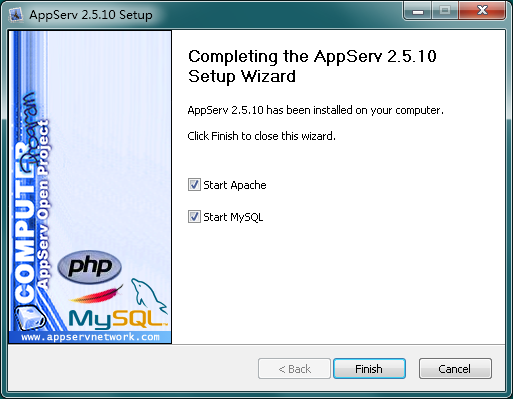 AppServ 2.5.10 Setup
Completing the AppServ 2.5.10
Setup Wizard
AppServ 2.5.10 has been installed on your computer.
Click Finish to close this wizard.
Start Apache
Start MySQL
COMPUTER
Program
AppServ Open Project
php
MySQL™
www.appservnetwork.com
< Back
Finish
Cancel